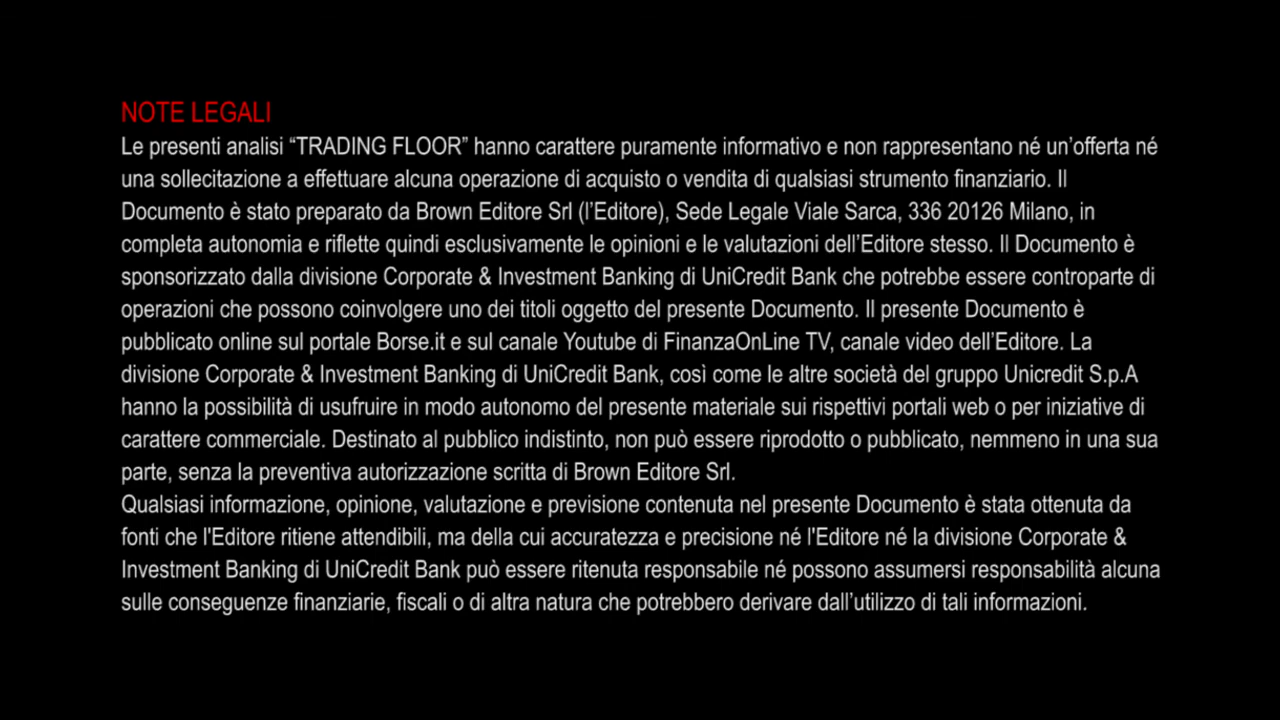 NOTE LEGALI
Le presenti analisi “TRADING FLOOR” hanno carattere puramente informativo e non rappresentano né un’offerta né
una sollecitazione a effettuare alcuna operazione di acquisto o vendita di qualsiasi strumento finanziario. Il
Documento è stato preparato da Brown Editore Srl (l’Editore), Sede Legale Viale Sarca, 336 20126 Milano, in
completa autonomia e riflette quindi esclusivamente le opinioni e le valutazioni dell’Editore stesso. Il Documento è
sponsorizzato dalla divisione Corporate & Investment Banking di UniCredit Bank che potrebbe essere controparte di
operazioni che possono coinvolgere uno dei titoli oggetto del presente Documento. Il presente Documento è
pubblicato online sul portale Borse.it e sul canale Youtube di FinanzaOnLine TV, canale video dell’Editore. La
divisione Corporate & Investment Banking di UniCredit Bank, così come le altre società del gruppo Unicredit S.p.A
hanno la possibilità di usufruire in modo autonomo del presente materiale sui rispettivi portali web o per iniziative di
carattere commerciale. Destinato al pubblico indistinto, non può essere riprodotto o pubblicato, nemmeno in una sua
parte, senza la preventiva autorizzazione scritta di Brown Editore Srl.
Qualsiasi informazione, opinione, valutazione e previsione contenuta nel presente Documento è stata ottenuta da
fonti che l'Editore ritiene attendibili, ma della cui accuratezza e precisione né l'Editore né la divisione Corporate &
Investment Banking di UniCredit Bank può essere ritenuta responsabile né possono assumersi responsabilità alcuna
sulle conseguenze finanziarie, fiscali o di altra natura che potrebbero derivare dall’utilizzo di tali informazioni.